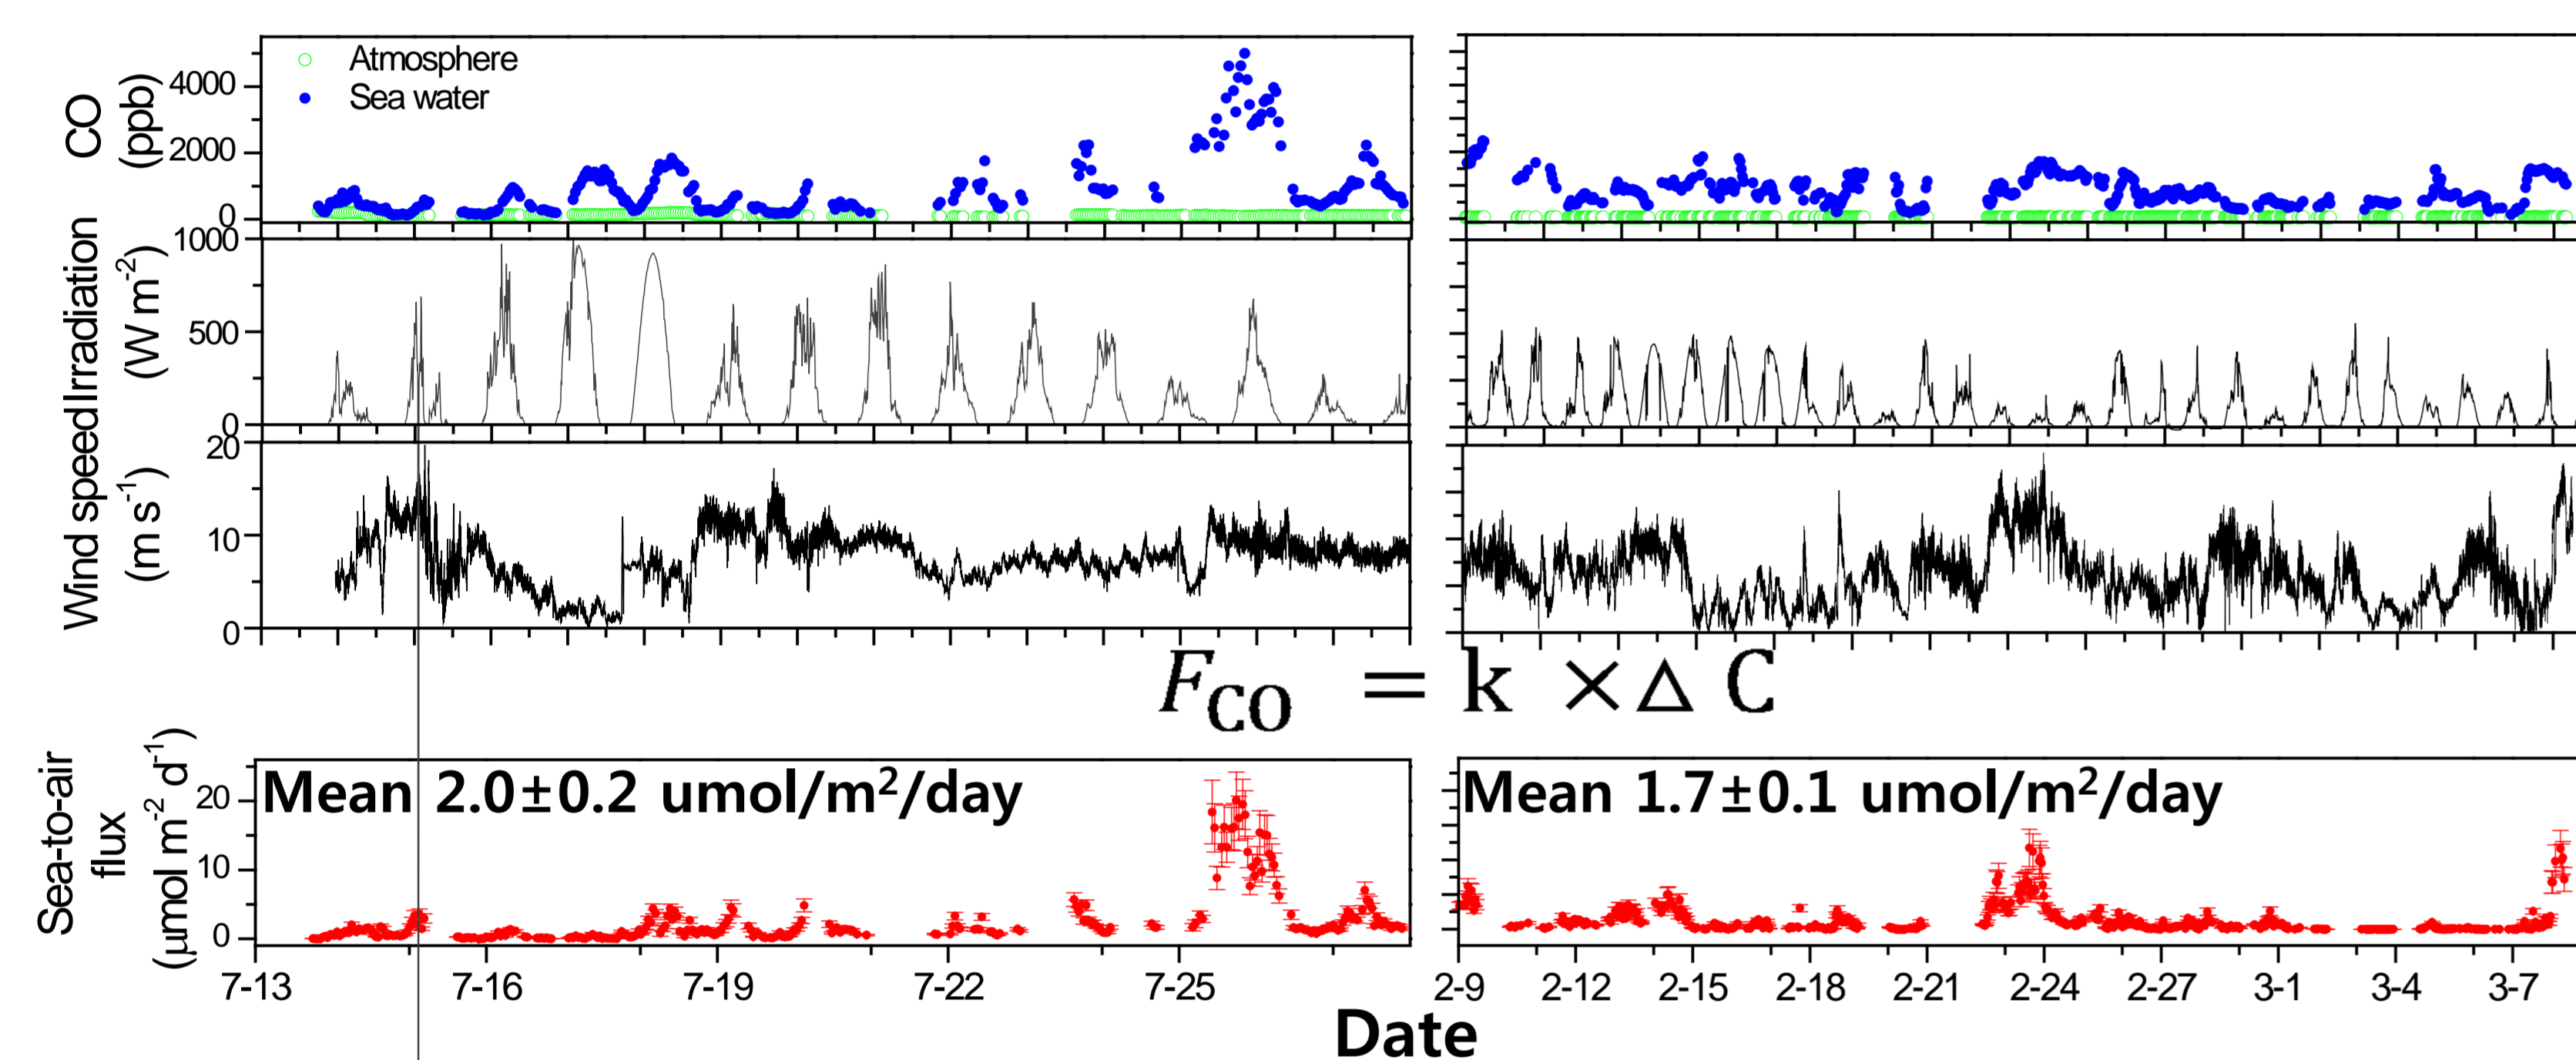 Atmosphere
Sea water
CO
(ppb)
4000
2000
0
Irradiation
(W m-2)
1000
500
0
Wind speed
(m s-1)
20
10
0
F_CO = k ×△ C
Sea-to-air
flux
(μmol m-2 d-1)
20
10
0
Mean 2.0±0.2 umol/m2/day
Mean 1.7±0.1 umol/m2/day
7-13 7-16 7-19 7-22 7-25 2-9 2-12 2-15 2-18 2-21 2-24 2-27 3-1 3-4 3-7
Date